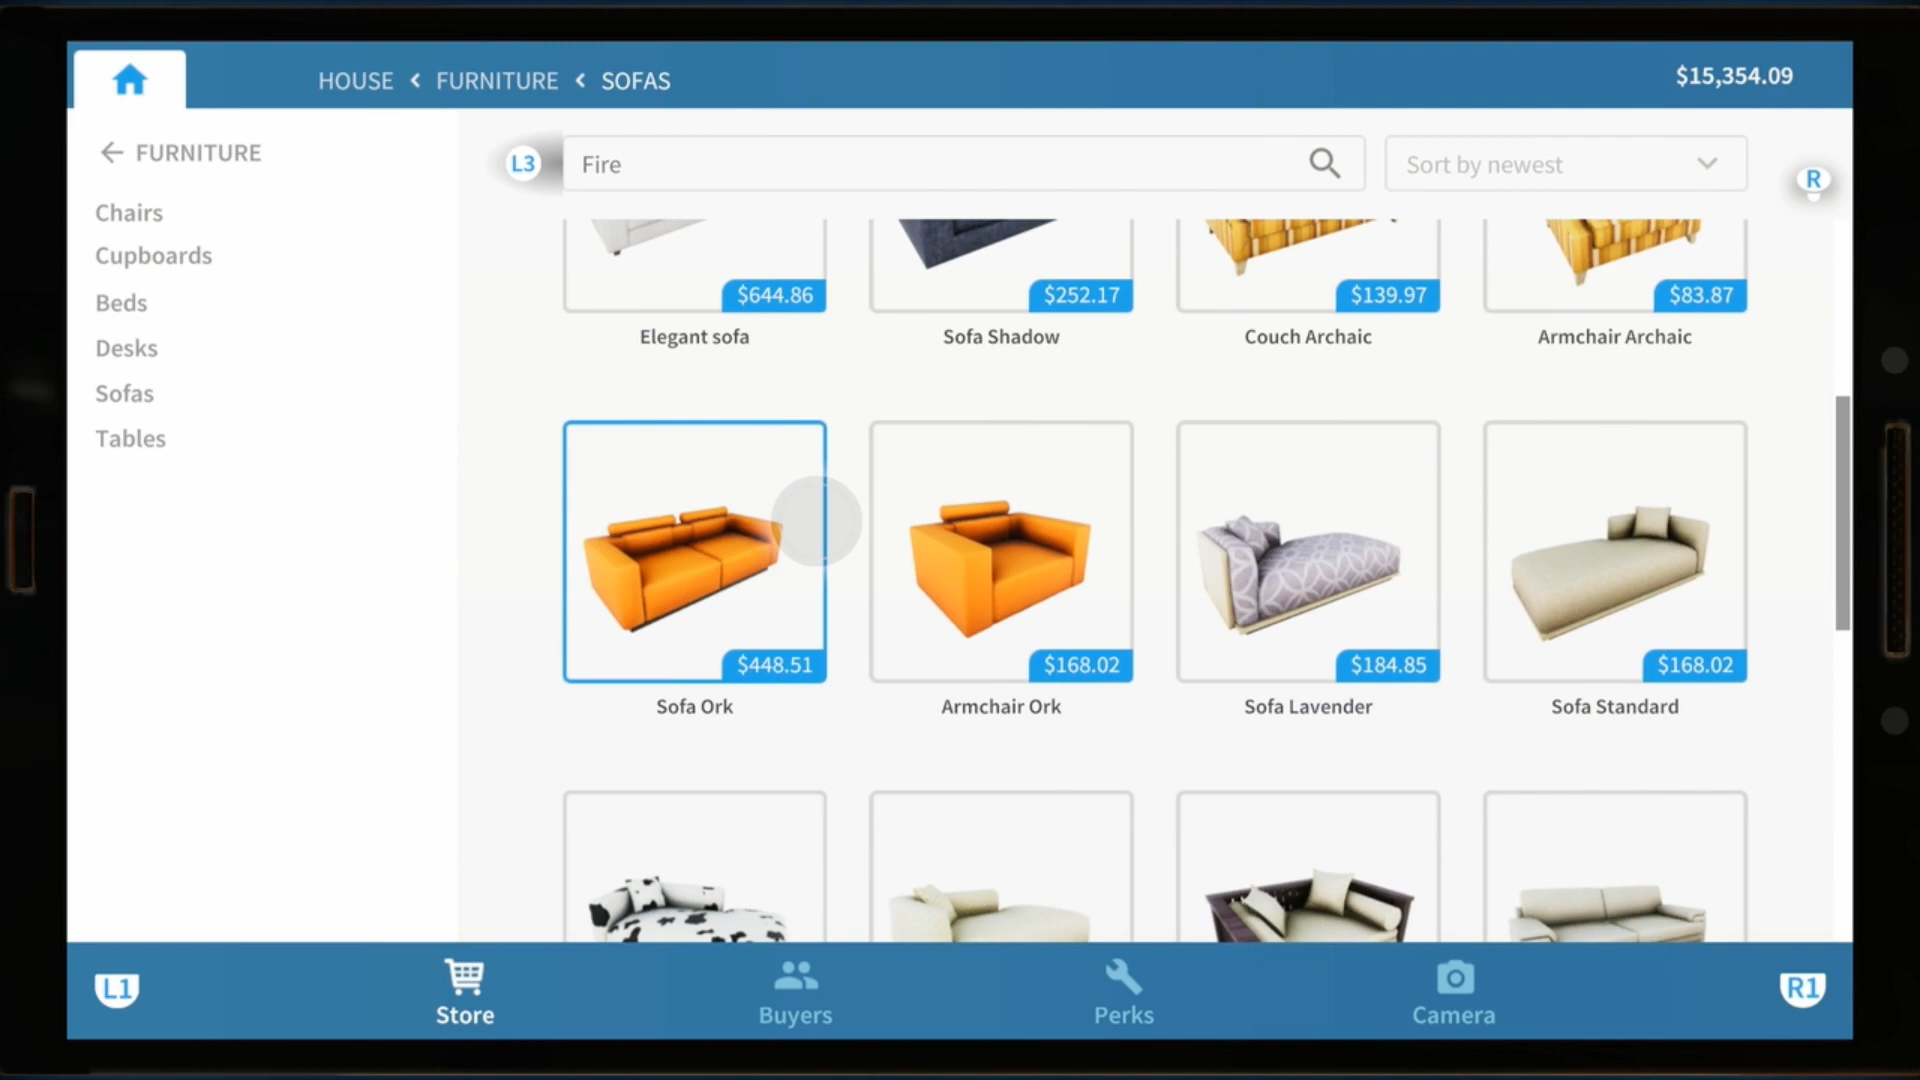 HOUSE < FURNITURE < SOFAS
$15,354.09
FURNITURE
Chairs
Cupboards
Beds
Desks
Sofas
Tables
L3
Fire
Sort by newest
R
$644.86
$252.17
$139.97
$83.87
Elegant sofa
Sofa Shadow
Couch Archaic
Armchair Archaic
$448.51
$168.02
$184.85
$168.02
Sofa Ork
Armchair Ork
Sofa Lavender
Sofa Standard
L1
Store
Buyers
Perks
Camera
R1